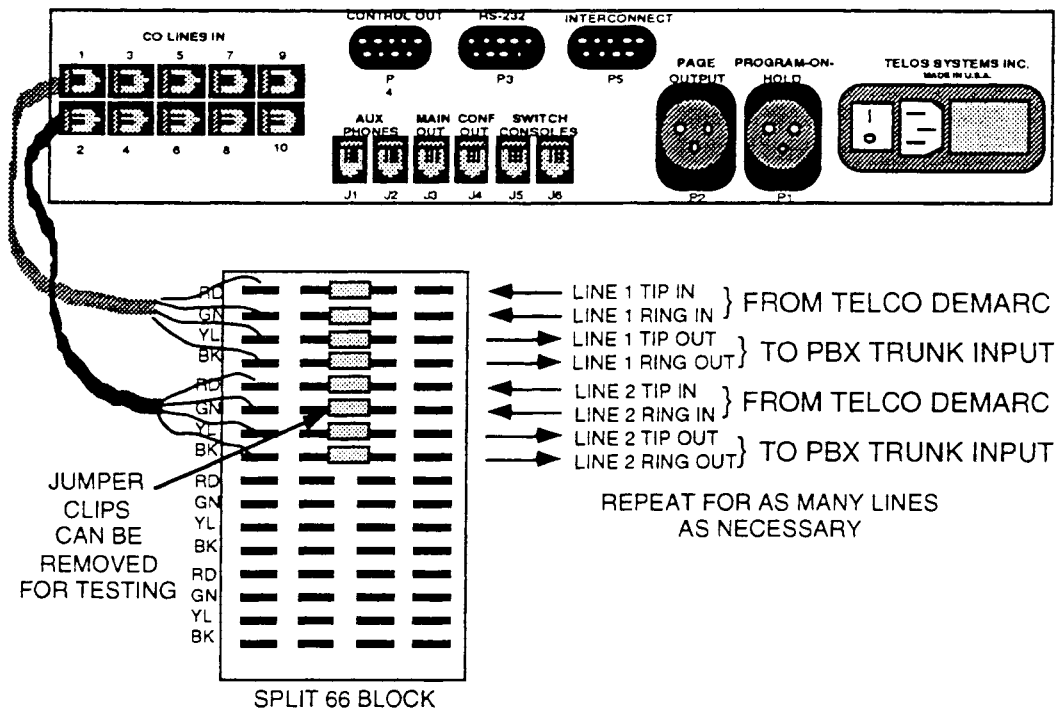 CONTROL OUT RS-232 INTERCONNECT
CO LINES IN
1 3 5 7 9
P 4 P3 P5
PAGE OUTPUT
PROGRAM-ON-HOLD
TELOS SYSTEMS INC.
MADE IN U.S.A.
2 4 6 8 10
AUX PHONES
MAIN OUT
CONF OUT
SWITCH CONSOLES
J1 J2 J3 J4 J5 J6
P2 P1
RD LINE 1 TIP IN
GN LINE 1 RING IN } FROM TELCO DEMARC
YL LINE 1 TIP OUT
BK LINE 1 RING OUT } TO PBX TRUNK INPUT
RD LINE 2 TIP IN
GN LINE 2 RING IN } FROM TELCO DEMARC
YL LINE 2 TIP OUT
BK LINE 2 RING OUT } TO PBX TRUNK INPUT
RD
GN
YL
BK
RD
GN
YL
BK
JUMPER
CLIPS
CAN BE
REMOVED
FOR TESTING
REPEAT FOR AS MANY LINES
AS NECESSARY
SPLIT 66 BLOCK